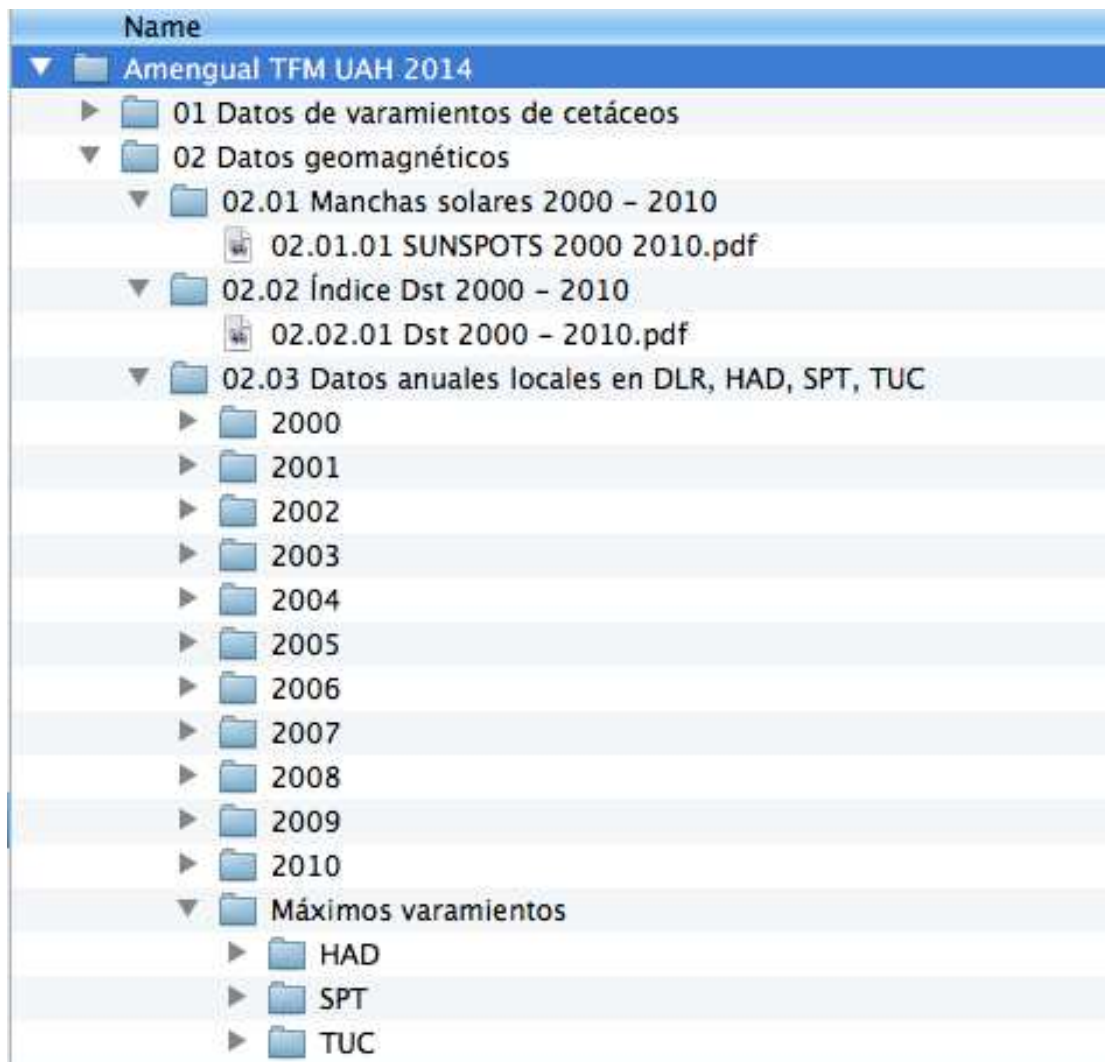 Name
Amengual TFM UAH 2014
01 Datos de varamientos de cetáceos
02 Datos geomagnéticos
02.01 Manchas solares 2000 – 2010
02.01.01 SUNSPOTS 2000 2010.pdf
02.02 Índice Dst 2000 – 2010
02.02.01 Dst 2000 – 2010.pdf
02.03 Datos anuales locales en DLR, HAD, SPT, TUC
2000
2001
2002
2003
2004
2005
2006
2007
2008
2009
2010
Máximos varamientos
HAD
SPT
TUC